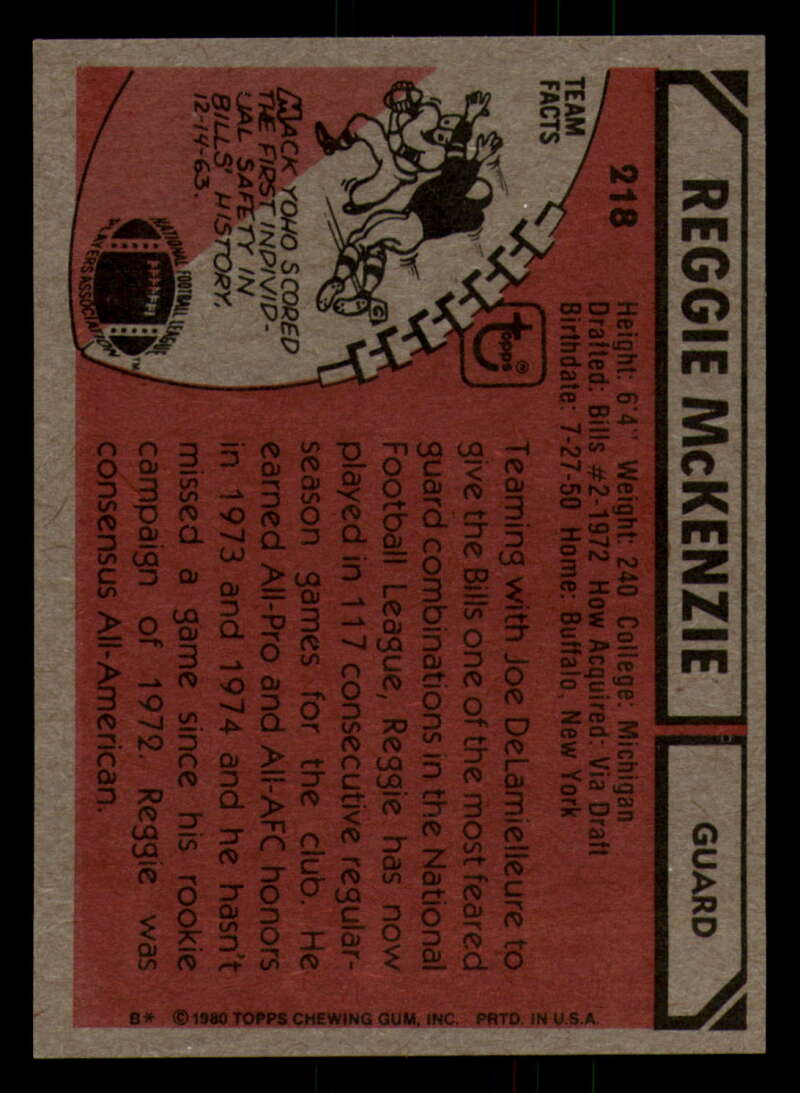 REGGIE McKENZIE
GUARD
218
Height: 6'4" Weight: 240 College: Michigan
Drafted: Bills #2-1972 How Acquired: Via Draft
Birthdate: 7-27-50 Home: Buffalo, New York
TEAM
FACTS
MACK YOHO SCORED
THE FIRST INDIVID-
UAL SAFETY IN
BILLS' HISTORY,
12-14-63.
NATIONAL FOOTBALL LEAGUE
PLAYERS ASSOCIATION
TM
topps®
Teaming with Joe DeLamielleure to
give the Bills one of the most feared
guard combinations in the National
Football League, Reggie has now
played in 117 consecutive regular-
season games for the club. He
earned All-Pro and All-AFC honors
in 1973 and 1974 and he hasn't
missed a game since his rookie
campaign of 1972. Reggie was
consensus All-American.
B* © 1980 TOPPS CHEWING GUM, INC. PRTD. IN U.S.A.